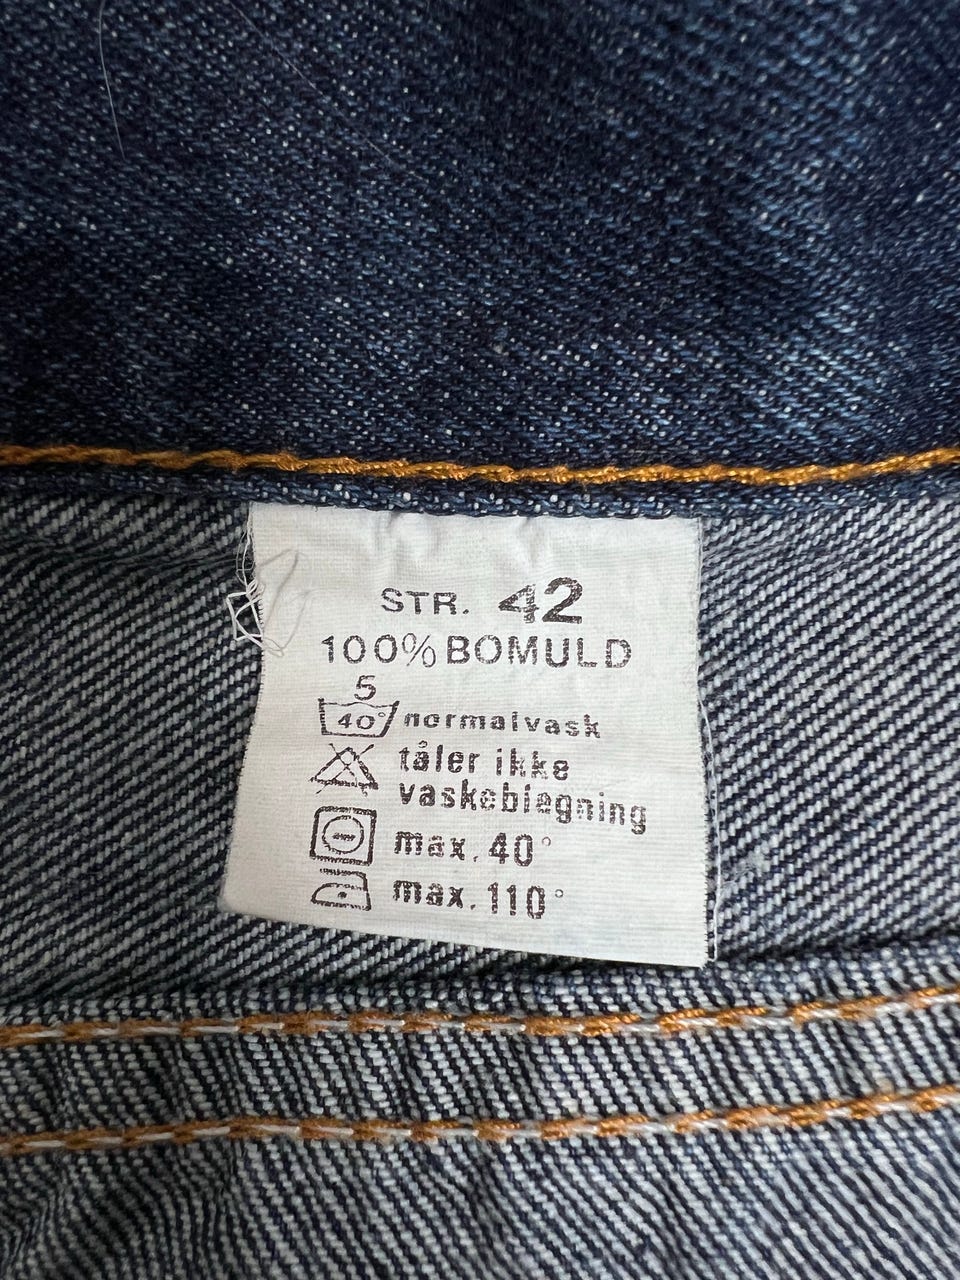 STR. 42
100% BOMULD
5
40° normalvask
tåler ikke
vaskeblegning
max. 40°
max. 110°